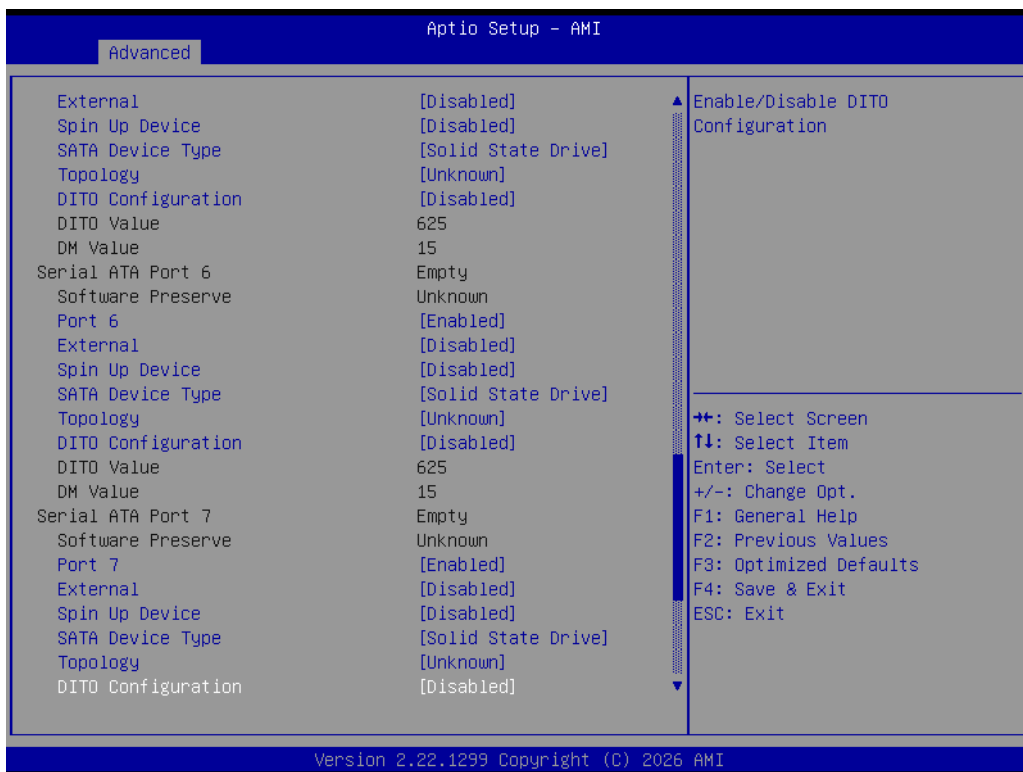 Aptio Setup – AMI
Advanced
External [Disabled]
Spin Up Device [Disabled]
SATA Device Type [Solid State Drive]
Topology [Unknown]
DITO Configuration [Disabled]
DITO Value 625
DM Value 15
Serial ATA Port 6 Empty
Software Preserve Unknown
Port 6 [Enabled]
External [Disabled]
Spin Up Device [Disabled]
SATA Device Type [Solid State Drive]
Topology [Unknown]
DITO Configuration [Disabled]
DITO Value 625
DM Value 15
Serial ATA Port 7 Empty
Software Preserve Unknown
Port 7 [Enabled]
External [Disabled]
Spin Up Device [Disabled]
SATA Device Type [Solid State Drive]
Topology [Unknown]
DITO Configuration [Disabled]
Enable/Disable DITO
Configuration
→←: Select Screen
↑↓: Select Item
Enter: Select
+/-: Change Opt.
F1: General Help
F2: Previous Values
F3: Optimized Defaults
F4: Save & Exit
ESC: Exit
Version 2.22.1299 Copyright (C) 2026 AMI